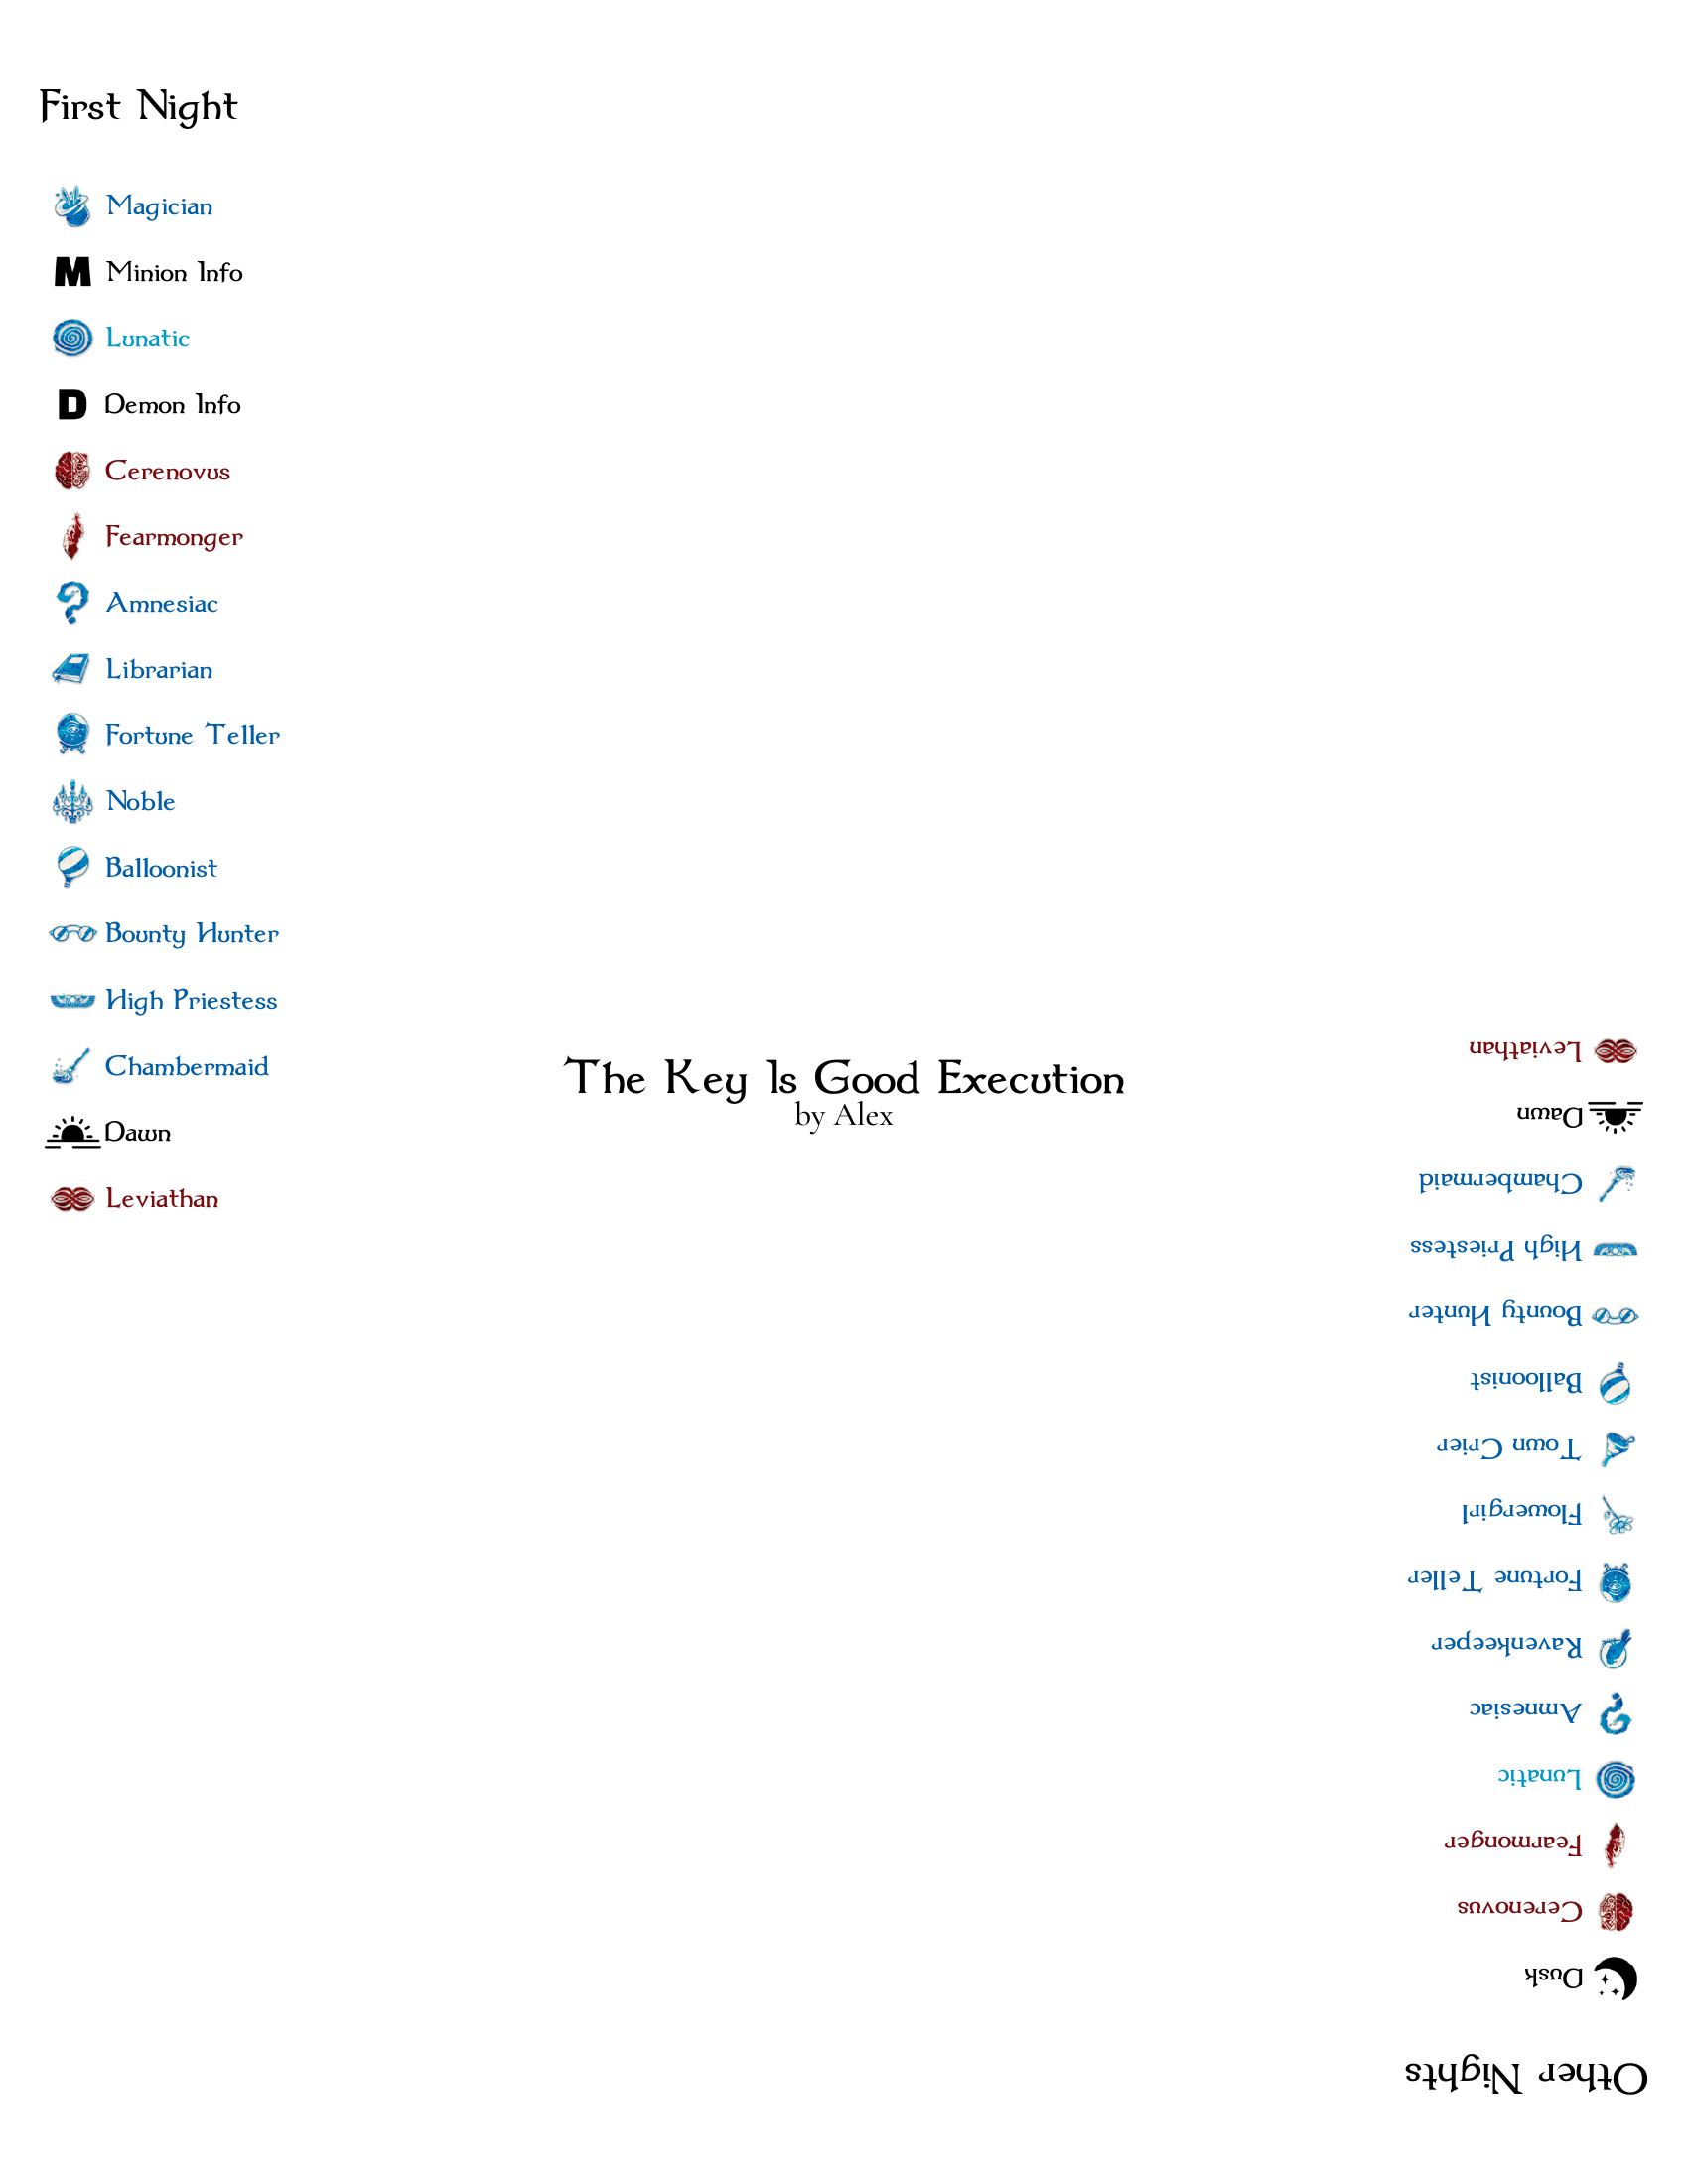 First Night
Magician
M Minion Info
Lunatic
D Demon Info
Cerenovus
Fearmonger
Amnesiac
Librarian
Fortune Teller
Noble
Balloonist
Bounty Hunter
High Priestess
Chambermaid
Dawn
Leviathan
The Key Is Good Execution
by Alex
Other Nights
Dusk
Cerenovus
Fearmonger
Lunatic
Amnesiac
Ravenkeeper
Fortune Teller
Flowergirl
Town Crier
Balloonist
Bounty Hunter
High Priestess
Chambermaid
Dawn
Leviathan